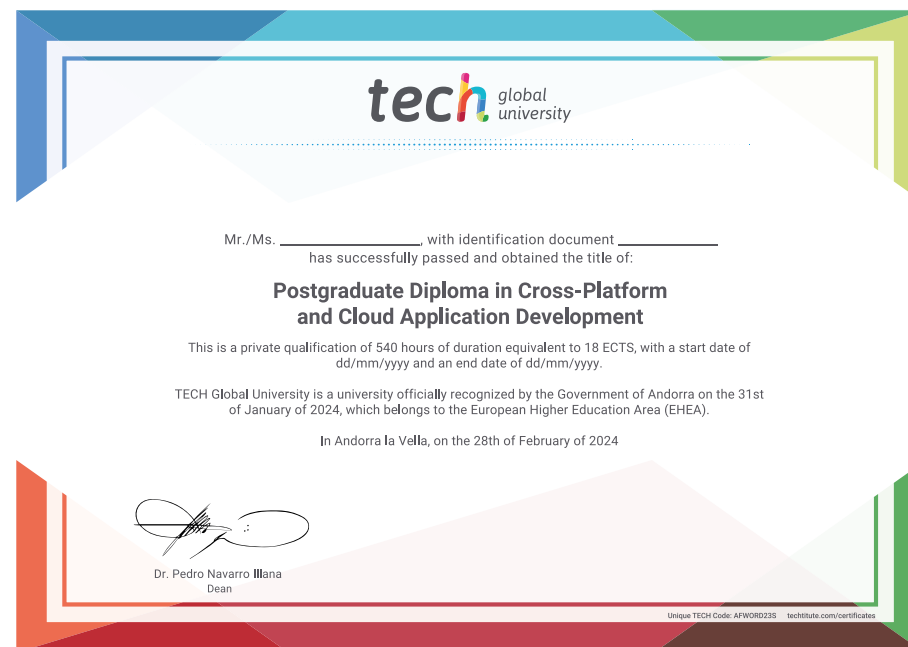 tech global
university
Mr./Ms. ____________________, with identification document ______________
has successfully passed and obtained the title of:
Postgraduate Diploma in Cross-Platform
and Cloud Application Development
This is a private qualification of 540 hours of duration equivalent to 18 ECTS, with a start date of
dd/mm/yyyy and an end date of dd/mm/yyyy.
TECH Global University is a university officially recognized by the Government of Andorra on the 31st
of January of 2024, which belongs to the European Higher Education Area (EHEA).
In Andorra la Vella, on the 28th of February of 2024
Dr. Pedro Navarro Illana
Dean
Unique TECH Code: AFWORD23S techtitute.com/certificates